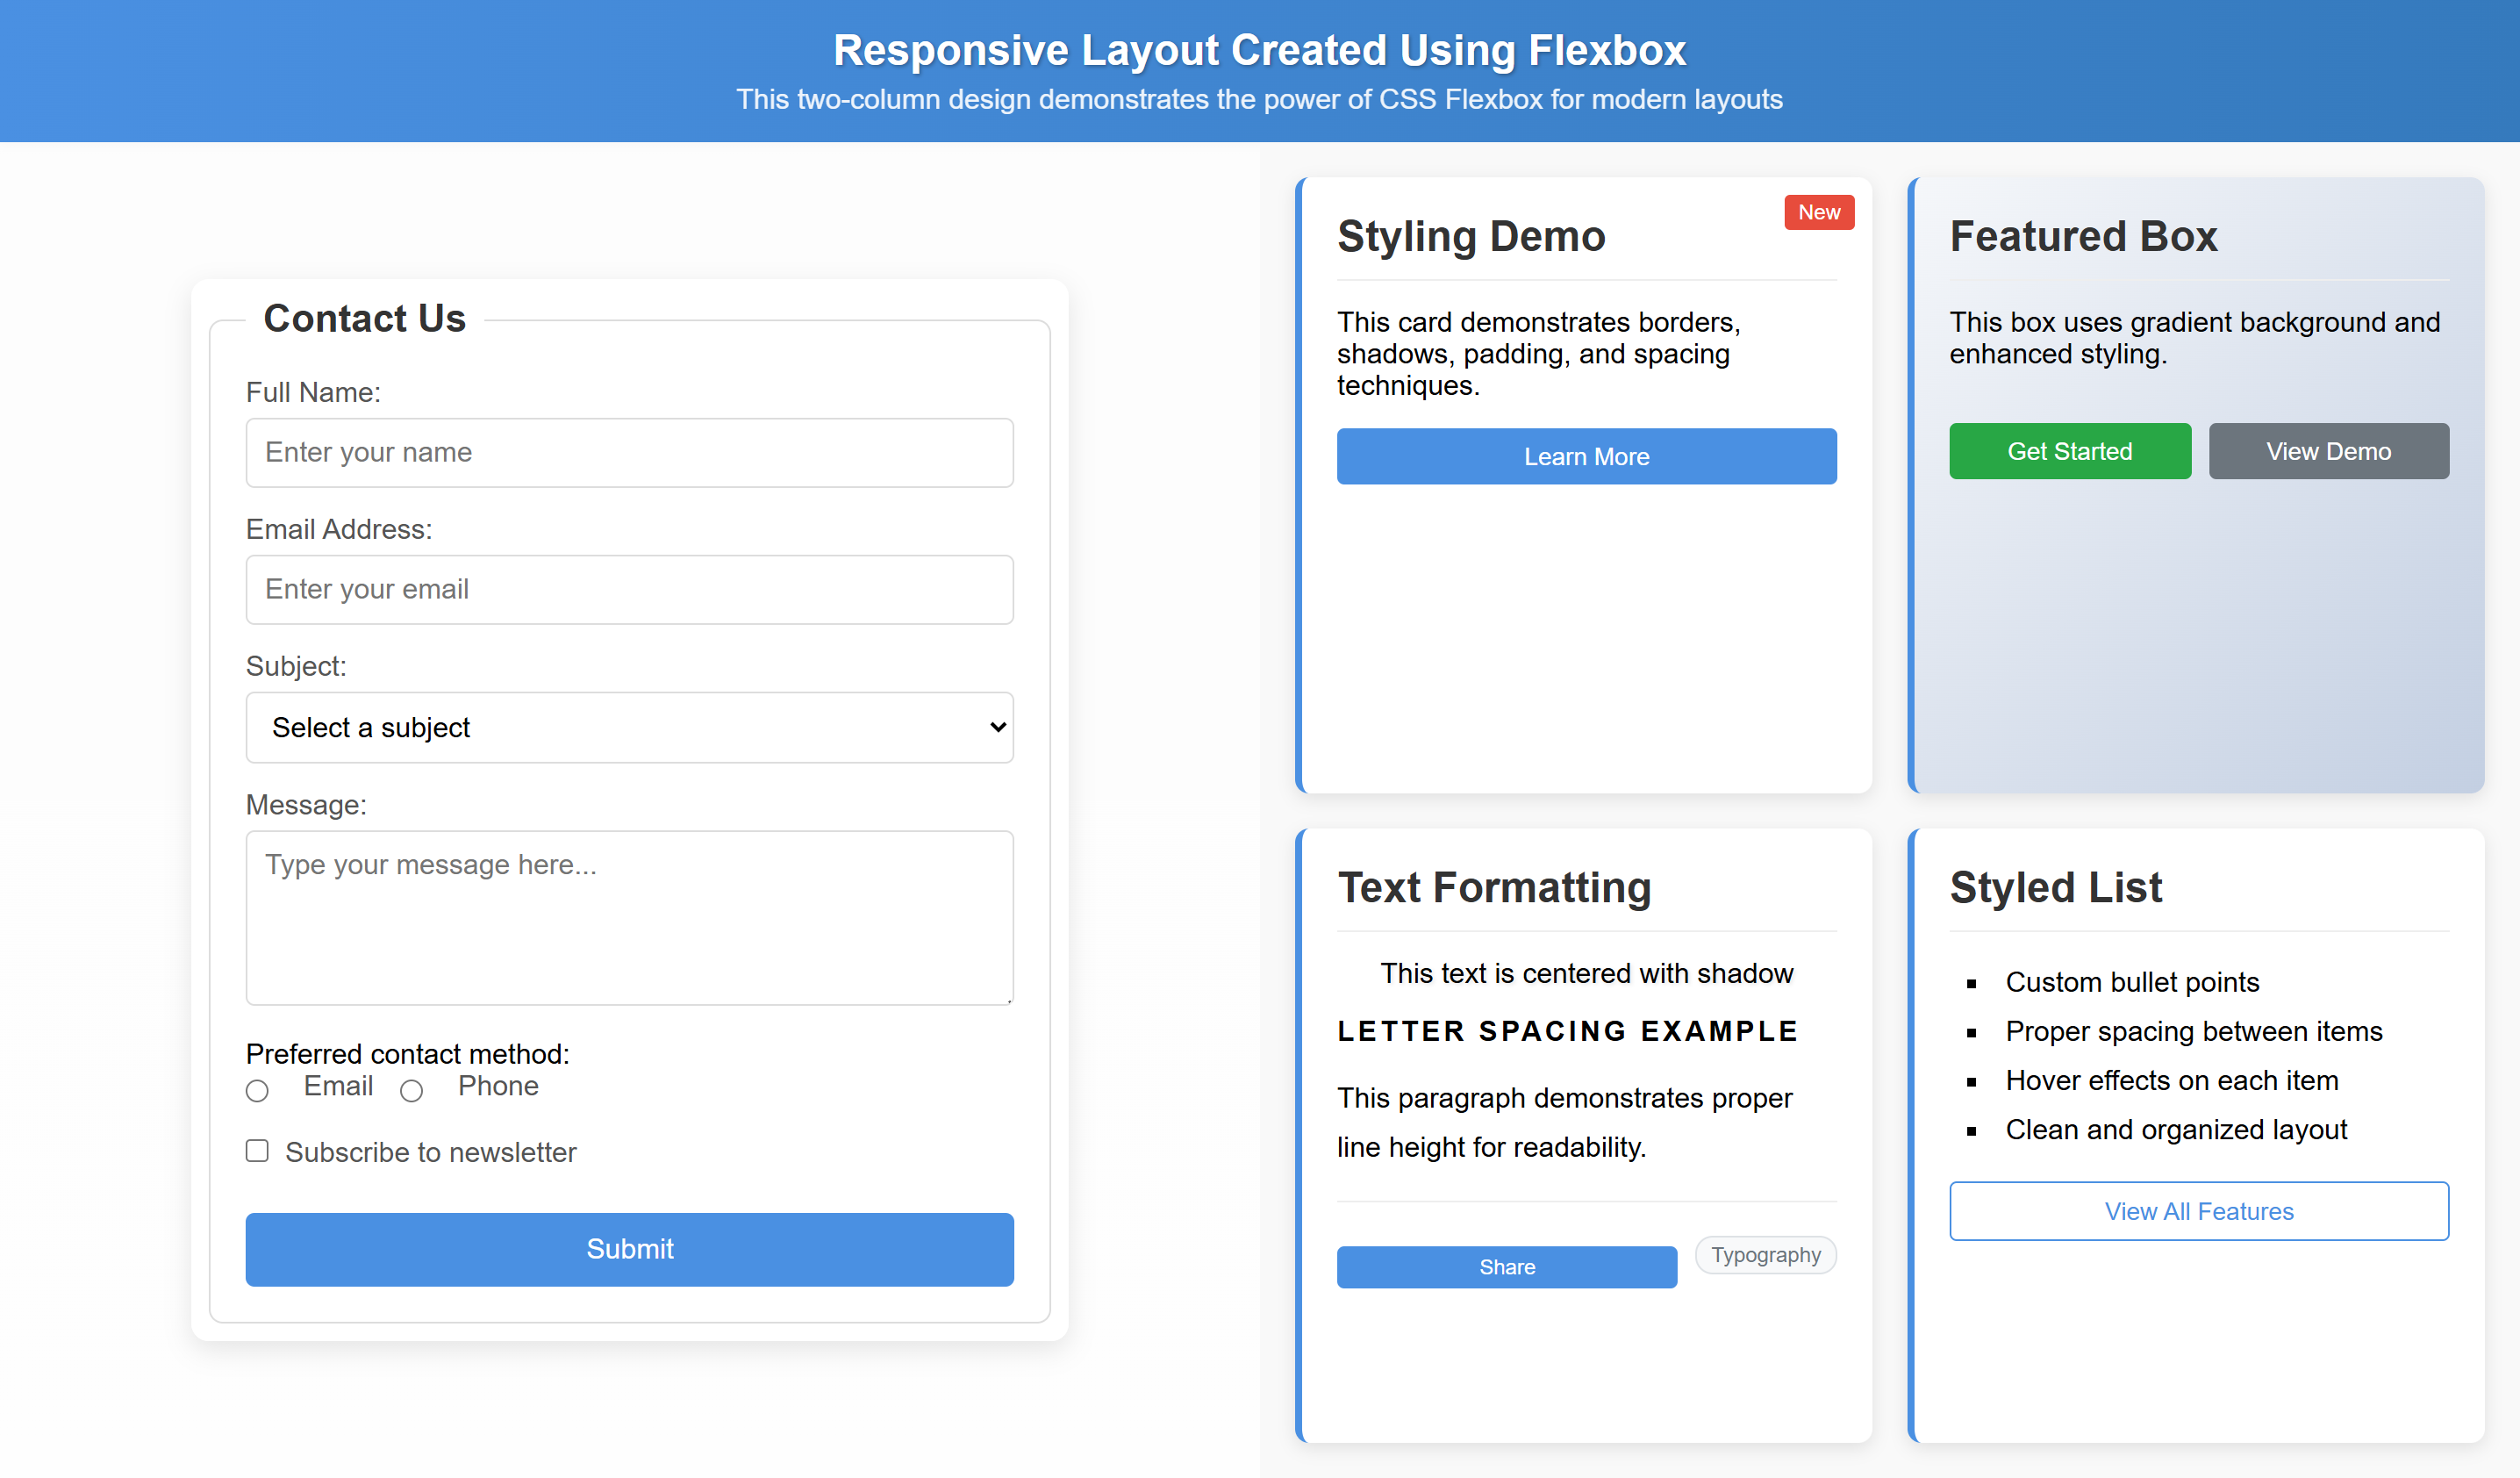 Responsive Layout Created Using Flexbox
This two-column design demonstrates the power of CSS Flexbox for modern layouts
Contact Us
Full Name:
Enter your name
Email Address:
Enter your email
Subject:
Select a subject
Message:
Type your message here...
Preferred contact method:
Email Phone
Subscribe to newsletter
Submit
Styling Demo
New
This card demonstrates borders,
shadows, padding, and spacing
techniques.
Learn More
Featured Box
This box uses gradient background and
enhanced styling.
Get Started
View Demo
Text Formatting
This text is centered with shadow
LETTER SPACING EXAMPLE
This paragraph demonstrates proper
line height for readability.
Share
Typography
Styled List
Custom bullet points
Proper spacing between items
Hover effects on each item
Clean and organized layout
View All Features